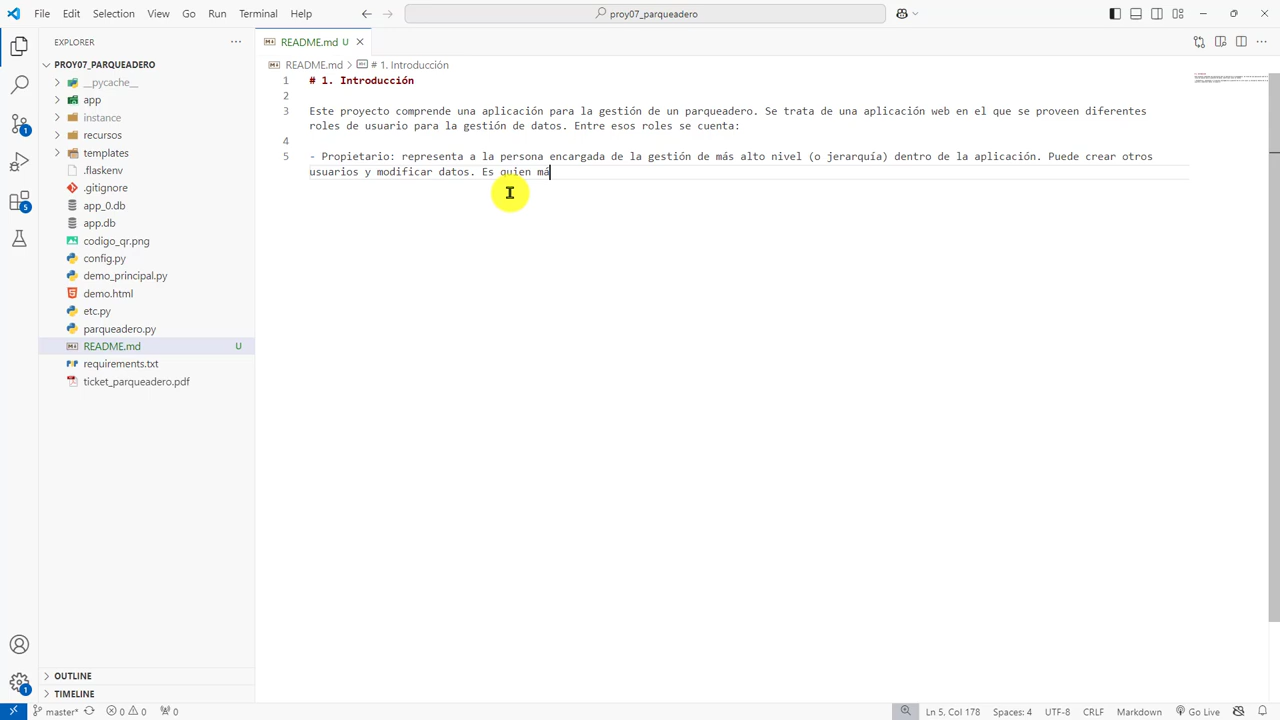 File Edit Selection View Go Run Terminal Help
proy07_parqueadero
EXPLORER
README.md U
PROY07_PARQUEADERO
README.md > # 1. Introducción
__pycache__
app
instance
recursos
templates
.flaskenv
.gitignore
app_0.db
app.db
codigo_qr.png
config.py
demo_principal.py
demo.html
etc.py
parqueadero.py
README.md U
requirements.txt
ticket_parqueadero.pdf
1 # 1. Introducción
2
3 Este proyecto comprende una aplicación para la gestión de un parqueadero. Se trata de una aplicación web en el que se proveen diferentes
roles de usuario para la gestión de datos. Entre esos roles se cuenta:
4
5 - Propietario: representa a la persona encargada de la gestión de más alto nivel (o jerarquía) dentro de la aplicación. Puede crear otros
usuarios y modificar datos. Es quien má
1
5
OUTLINE
TIMELINE
1
master* 0 0 0 Ln 5, Col 178 Spaces: 4 UTF-8 CRLF Markdown Go Live